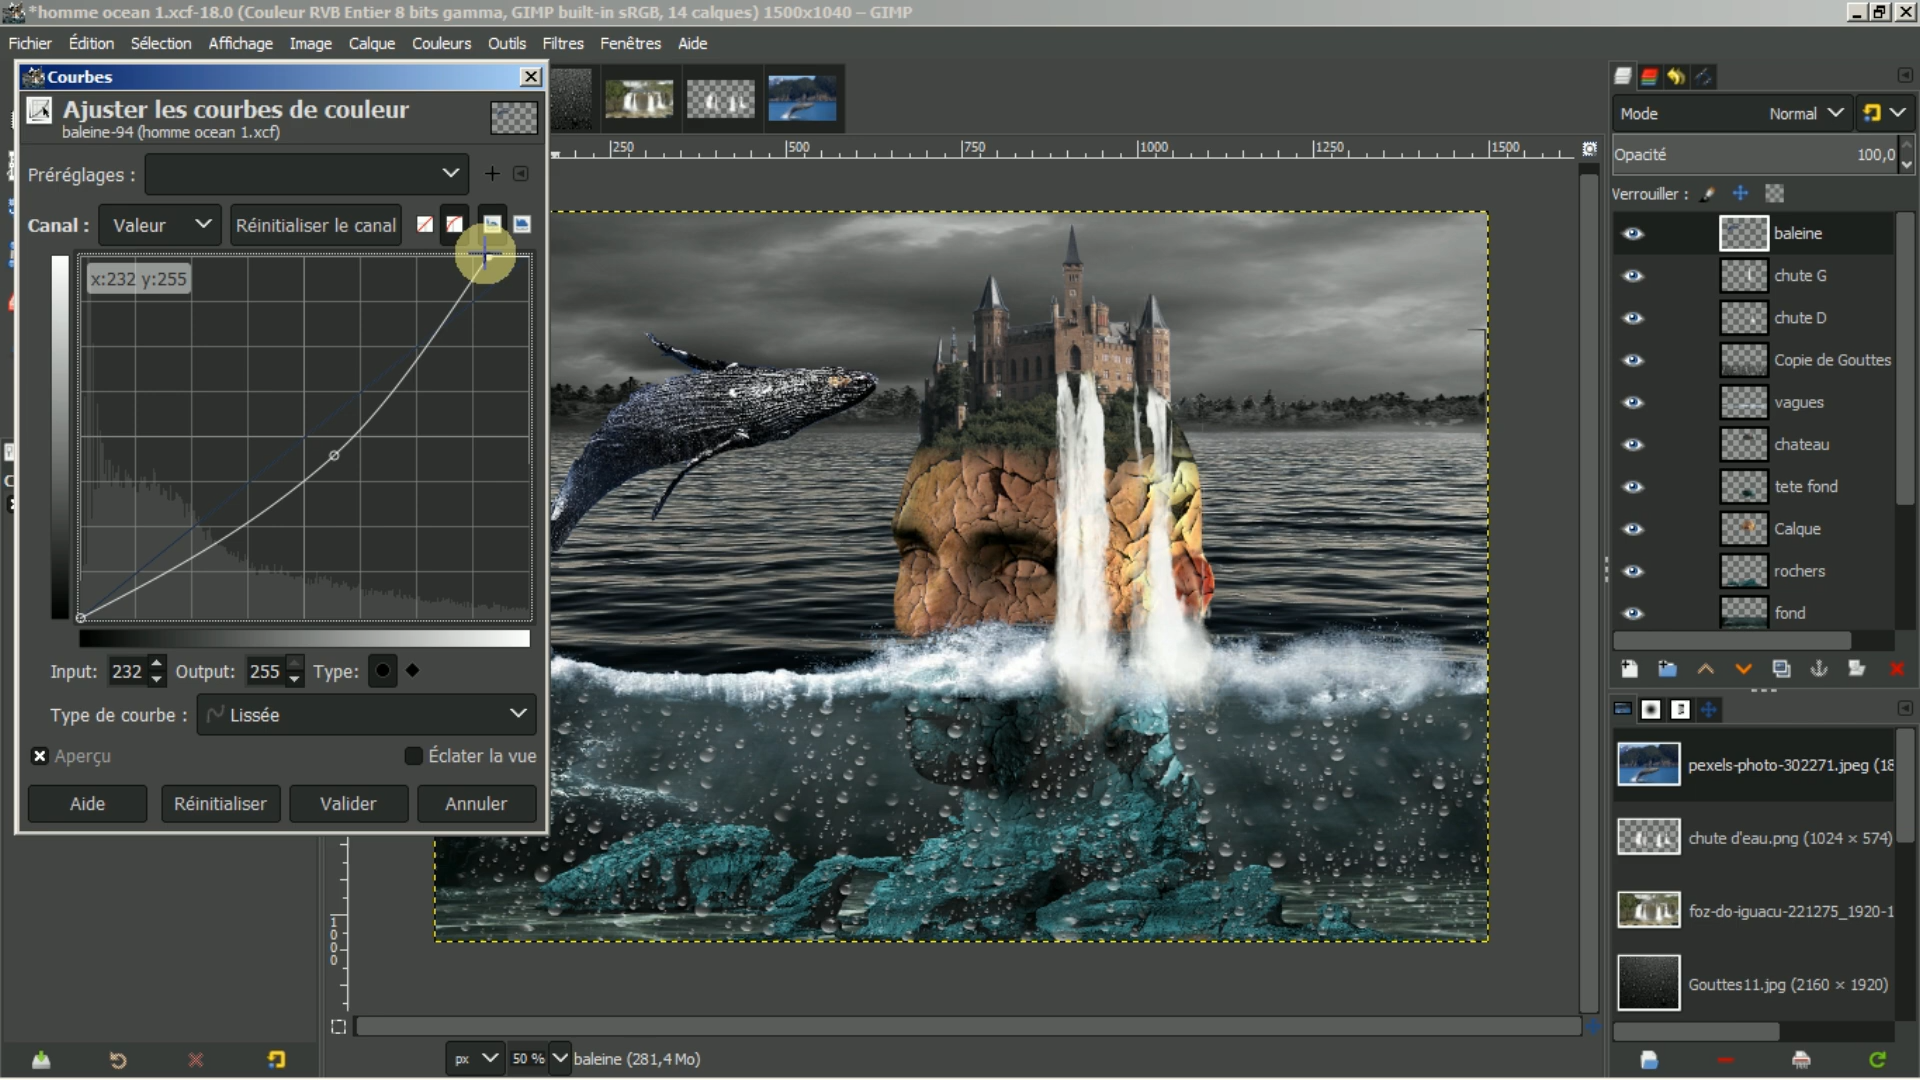 *homme ocean 1.xcf-18.0 (Couleur RVB Entier 8 bits gamma, GIMP built-in sRGB, 14 calques) 1500x1040 – GIMP
Fichier Édition Sélection Affichage Image Calque Couleurs Outils Filtres Fenêtres Aide
Courbes
Ajuster les courbes de couleur
baleine-94 (homme ocean 1.xcf)
Préréglages :
Canal : Valeur Réinitialiser le canal
x:232 y:255
Input: 232 Output: 255 Type:
Type de courbe : Lissée
Aperçu Éclater la vue
Aide Réinitialiser Valider Annuler
250 500 750 1000 1250 1500
1000
px 50 % baleine (281,4 Mo)
Mode Normal
Opacité 100,0
Verrouiller :
baleine
chute G
chute D
Copie de Gouttes
vagues
chateau
tete fond
Calque
rochers
fond
pexels-photo-302271.jpeg (18
chute d'eau.png (1024 × 574)
foz-do-iguacu-221275_1920-1
Gouttes11.jpg (2160 × 1920)